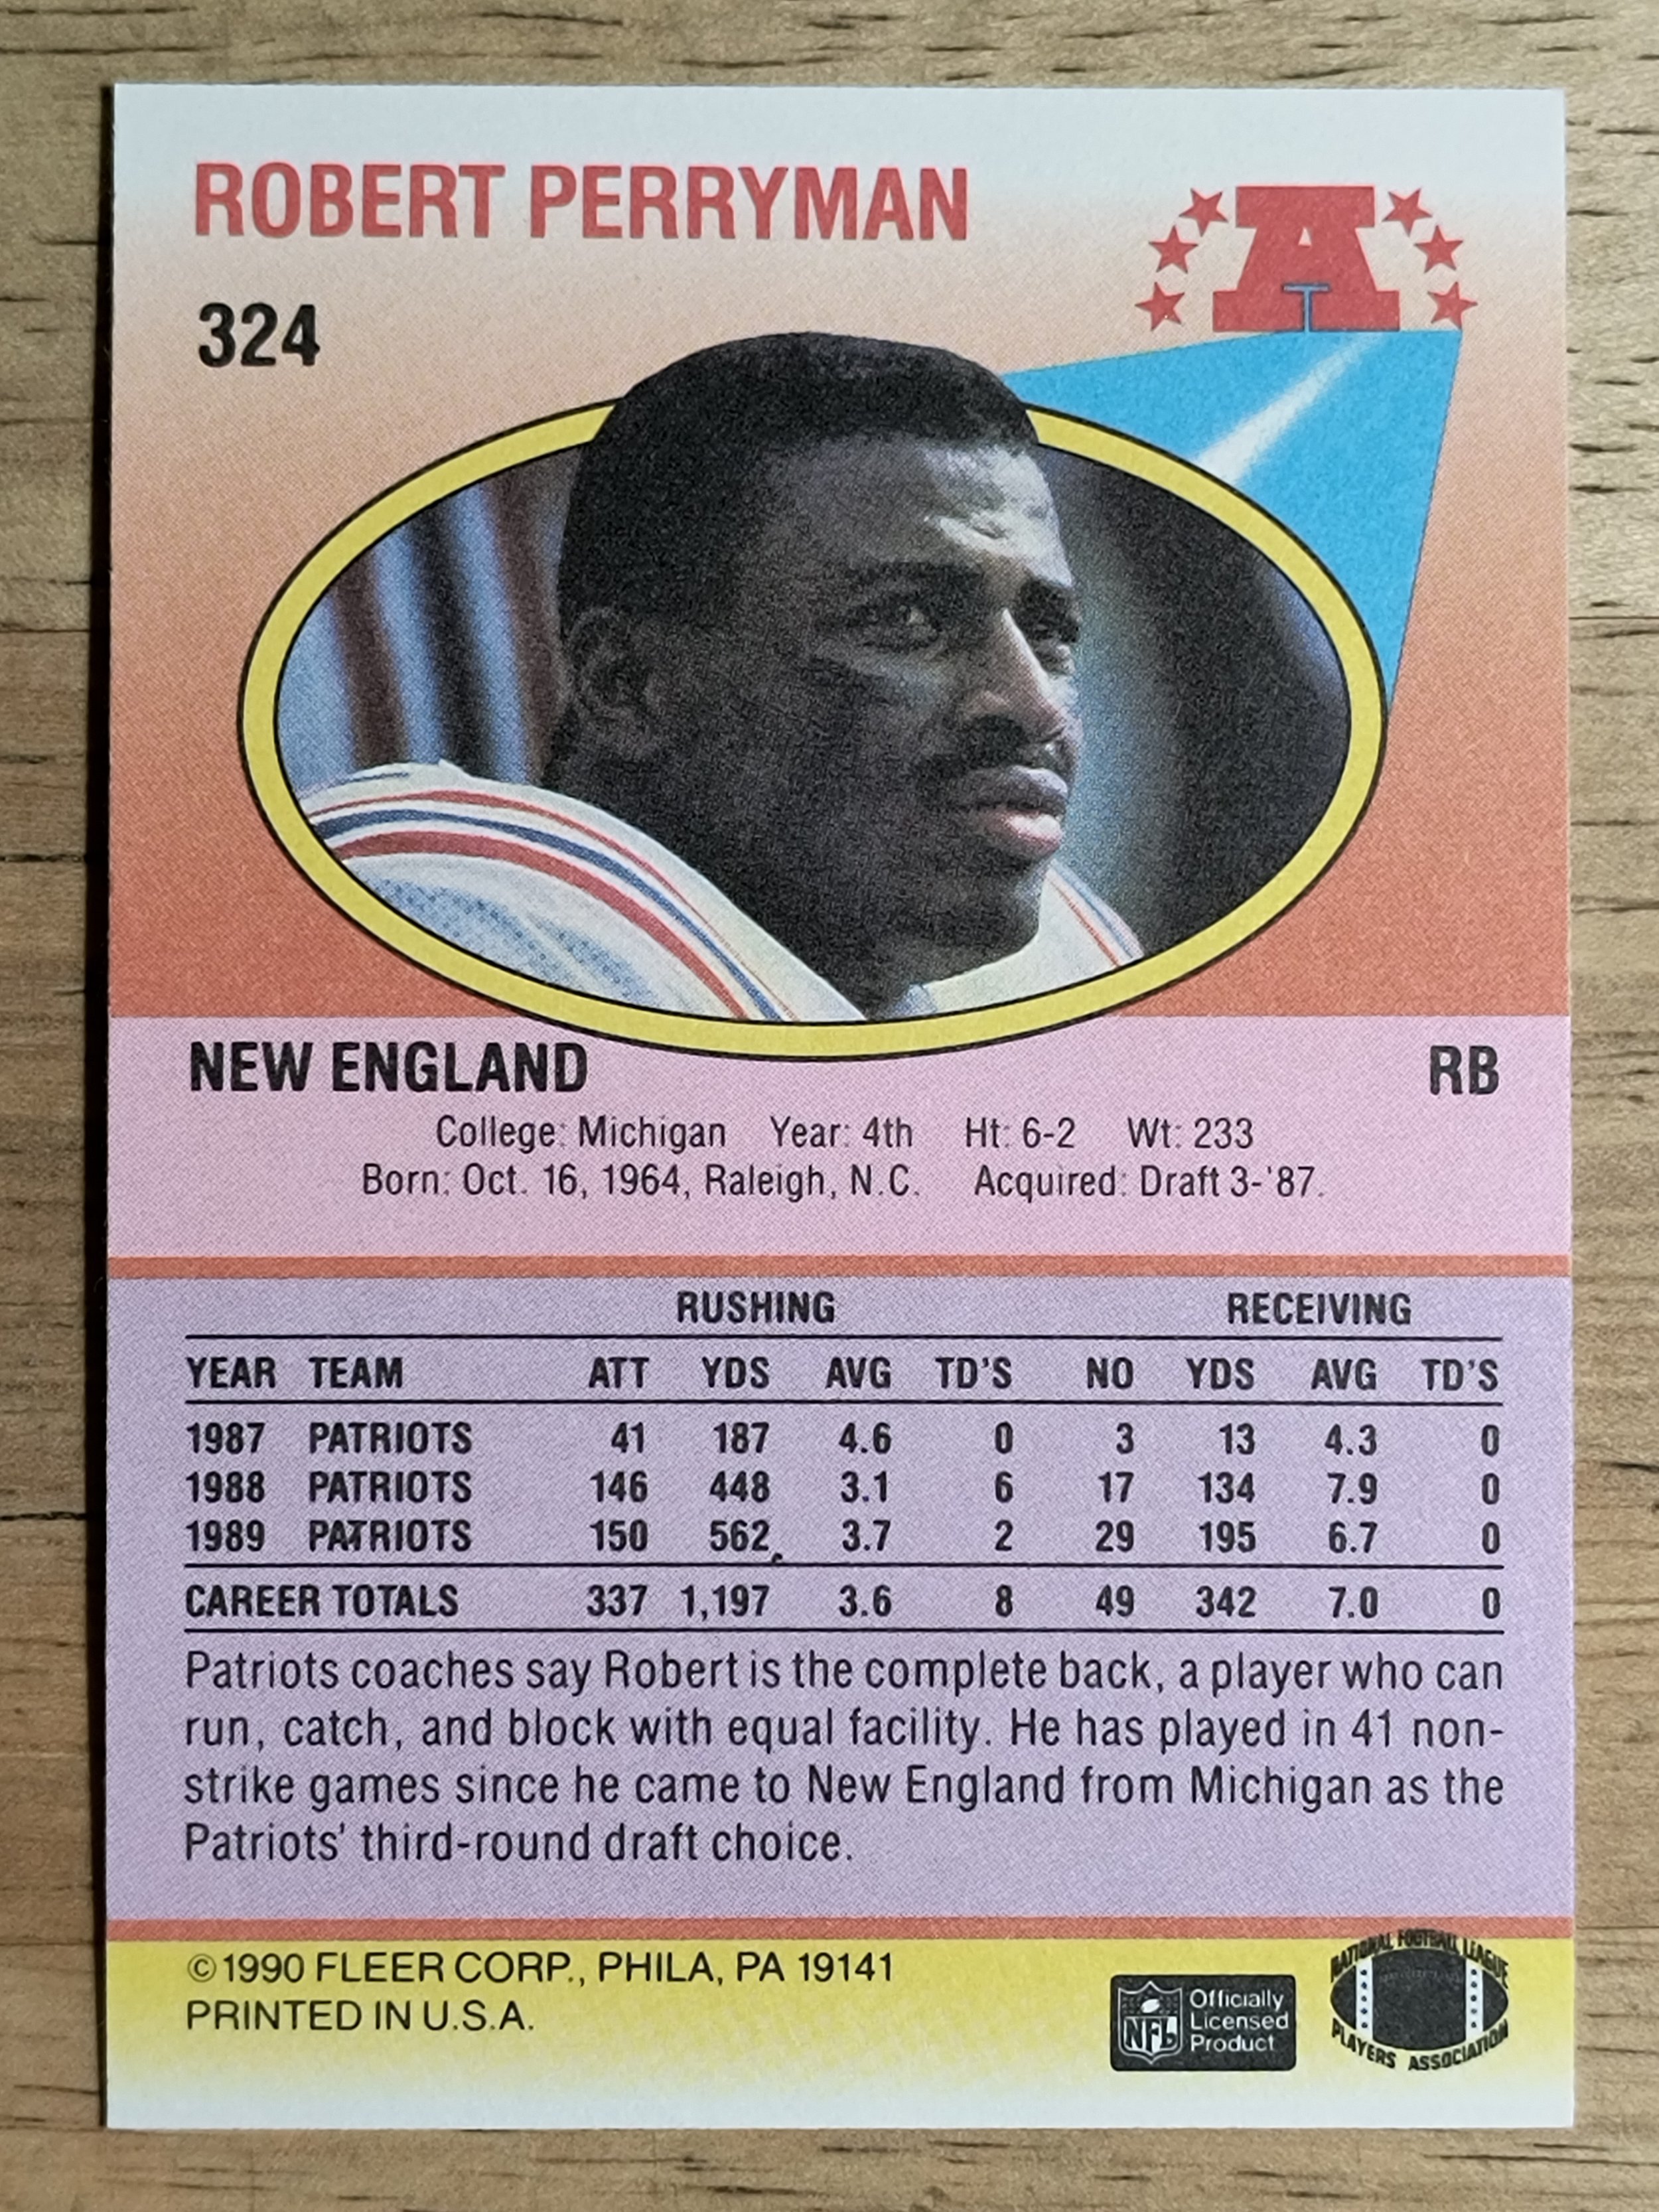 ROBERT PERRYMAN
A
324
NEW ENGLAND RB
College: Michigan Year: 4th Ht: 6-2 Wt: 233
Born: Oct. 16, 1964, Raleigh, N.C. Acquired: Draft 3-'87.
RUSHING RECEIVING
YEAR TEAM ATT YDS AVG TD'S NO YDS AVG TD'S
1987 PATRIOTS 41 187 4.6 0 3 13 4.3 0
1988 PATRIOTS 146 448 3.1 6 17 134 7.9 0
1989 PATRIOTS 150 562 3.7 2 29 195 6.7 0
CAREER TOTALS 337 1,197 3.6 8 49 342 7.0 0
Patriots coaches say Robert is the complete back, a player who can
run, catch, and block with equal facility. He has played in 41 non-
strike games since he came to New England from Michigan as the
Patriots' third-round draft choice.
©1990 FLEER CORP., PHILA, PA 19141
PRINTED IN U.S.A.
NFL
Officially
Licensed
Product
NATIONAL FOOTBALL LEAGUE
PLAYERS ASSOCIATION